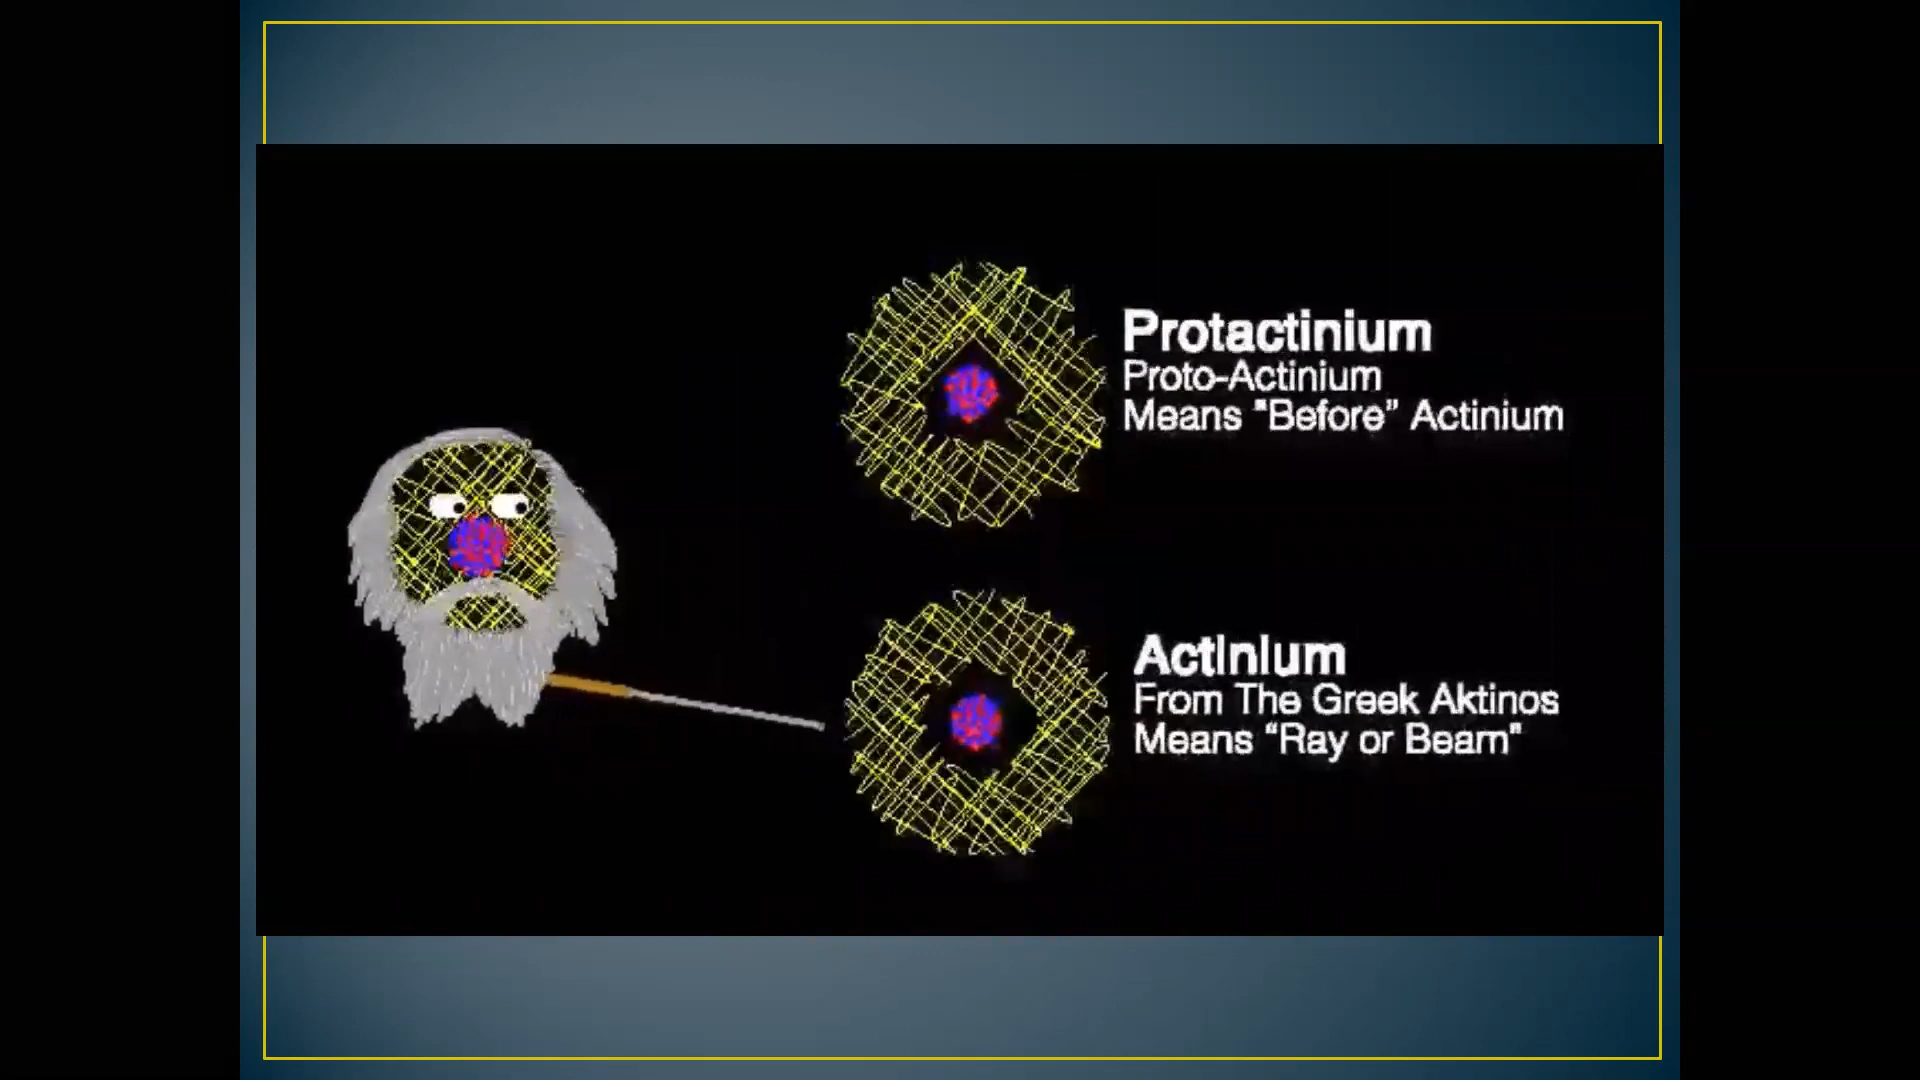 Protactinium
Proto-Actinium
Means "Before" Actinium
Actinium
From The Greek Aktinos
Means "Ray or Beam"